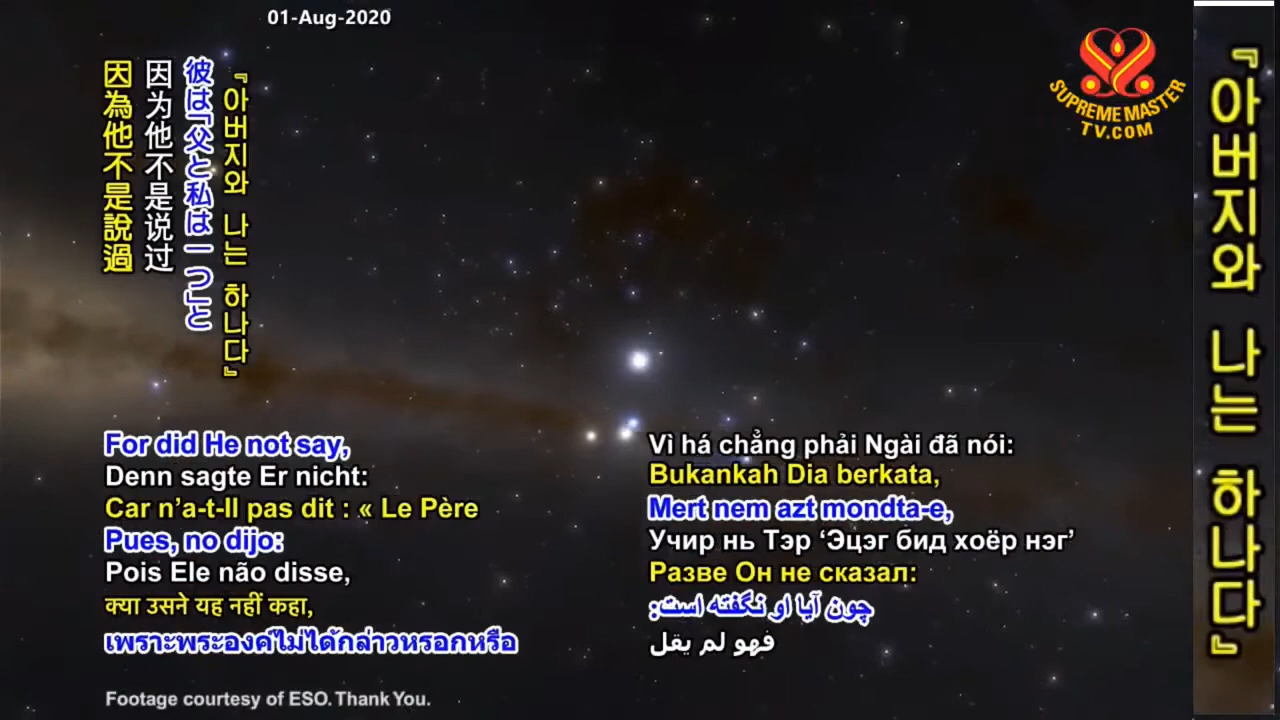 01-Aug-2020
SUPREME MASTER
TV.COM
『아버지와 나는 하나다』
彼は「父と私は一つ」と
因为他不是说过
因為他不是說過
For did He not say,
Denn sagte Er nicht:
Car n’a-t-Il pas dit : « Le Père
Pues, no dijo:
Pois Ele não disse,
क्या उसने यह नहीं कहा,
เพราะพระองค์ไม่ได้กล่าวหรอกหรือ
Vì há chẳng phải Ngài đã nói:
Bukankah Dia berkata,
Mert nem azt mondta-e,
Учир нь Тэр ‘Эцэг бид хоёр нэг’
Разве Он не сказал:
چون آیا او نگفته است:
فهو لم يقل
Footage courtesy of ESO. Thank You.
『아버지와 나는 하나다』